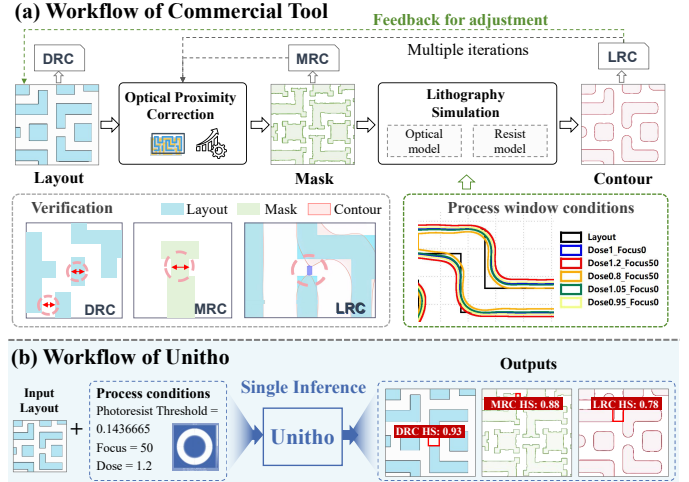 (a) Workflow of Commercial Tool
Feedback for adjustment
Multiple iterations
DRC
MRC
LRC
Optical Proximity
Correction
Lithography
Simulation
Optical
model
Resist
model
Layout
Mask
Contour
Verification
Layout
Mask
Contour
DRC
MRC
LRC
Process window conditions
Layout
Dose1_Focus0
Dose1.2_Focus50
Dose0.8_Focus50
Dose1.05_Focus0
Dose0.95_Focus0
(b) Workflow of Unitho
Outputs
Input
Layout
+
Process conditions
Photoresist Threshold =
0.1436665
Focus = 50
Dose = 1.2
Single Inference
Unitho
DRC HS: 0.93
MRC HS: 0.88
LRC HS: 0.78